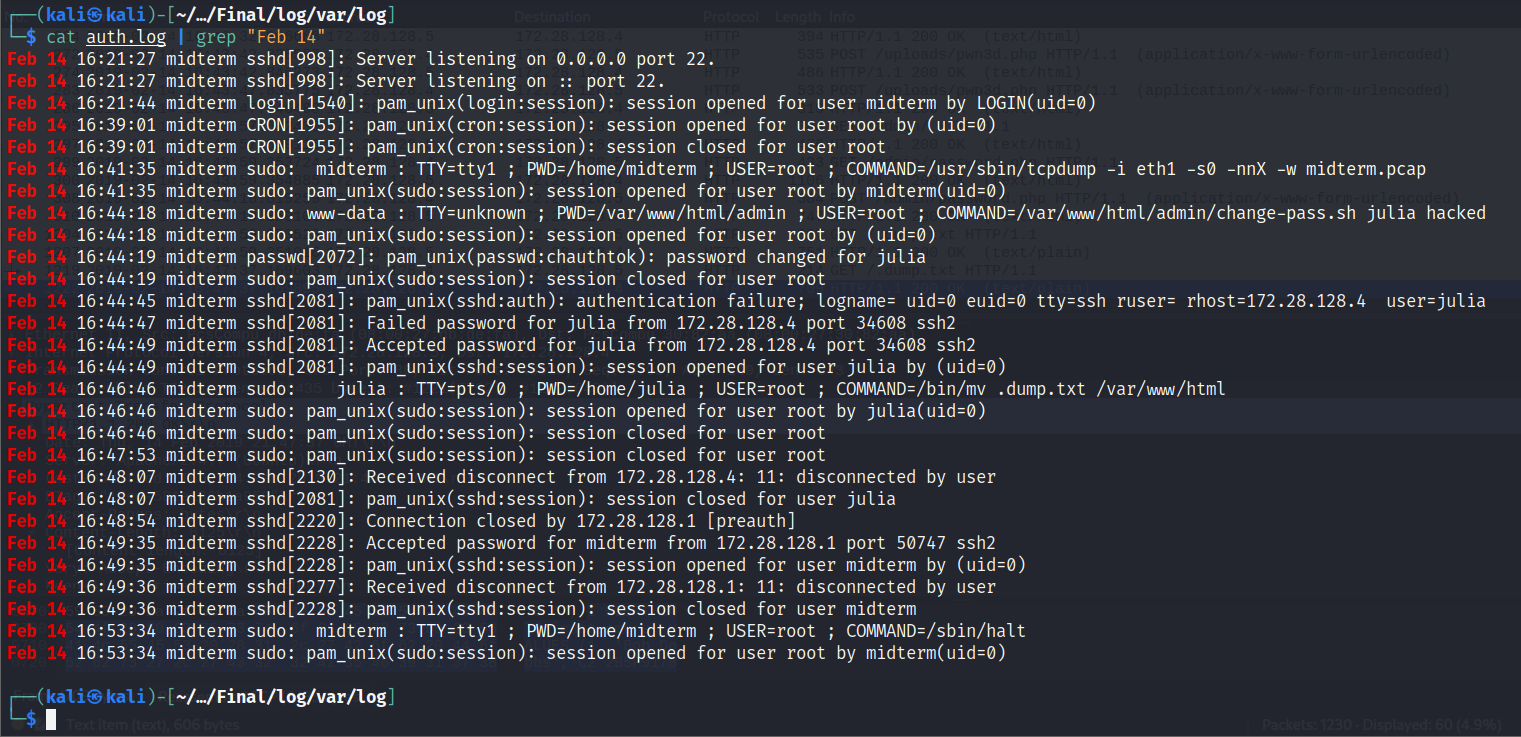 ┌──(kali㉿kali)-[~/…/Final/log/var/log]
└─$ cat auth.log | grep "Feb 14"
Feb 14 16:21:27 midterm sshd[998]: Server listening on 0.0.0.0 port 22.
Feb 14 16:21:27 midterm sshd[998]: Server listening on :: port 22.
Feb 14 16:21:44 midterm login[1540]: pam_unix(login:session): session opened for user midterm by LOGIN(uid=0)
Feb 14 16:39:01 midterm CRON[1955]: pam_unix(cron:session): session opened for user root by (uid=0)
Feb 14 16:39:01 midterm CRON[1955]: pam_unix(cron:session): session closed for user root
Feb 14 16:41:35 midterm sudo:  midterm : TTY=tty1 ; PWD=/home/midterm ; USER=root ; COMMAND=/usr/sbin/tcpdump -i eth1 -s0 -nnX -w midterm.pcap
Feb 14 16:41:35 midterm sudo: pam_unix(sudo:session): session opened for user root by midterm(uid=0)
Feb 14 16:44:18 midterm sudo: www-data : TTY=unknown ; PWD=/var/www/html/admin ; USER=root ; COMMAND=/var/www/html/admin/change-pass.sh julia hacked
Feb 14 16:44:18 midterm sudo: pam_unix(sudo:session): session opened for user root by (uid=0)
Feb 14 16:44:19 midterm passwd[2072]: pam_unix(passwd:chauthtok): password changed for julia
Feb 14 16:44:19 midterm sudo: pam_unix(sudo:session): session closed for user root
Feb 14 16:44:45 midterm sshd[2081]: pam_unix(sshd:auth): authentication failure; logname= uid=0 euid=0 tty=ssh ruser= rhost=172.28.128.4  user=julia
Feb 14 16:44:47 midterm sshd[2081]: Failed password for julia from 172.28.128.4 port 34608 ssh2
Feb 14 16:44:49 midterm sshd[2081]: Accepted password for julia from 172.28.128.4 port 34608 ssh2
Feb 14 16:44:49 midterm sshd[2081]: pam_unix(sshd:session): session opened for user julia by (uid=0)
Feb 14 16:46:46 midterm sudo:    julia : TTY=pts/0 ; PWD=/home/julia ; USER=root ; COMMAND=/bin/mv .dump.txt /var/www/html
Feb 14 16:46:46 midterm sudo: pam_unix(sudo:session): session opened for user root by julia(uid=0)
Feb 14 16:46:46 midterm sudo: pam_unix(sudo:session): session closed for user root
Feb 14 16:47:53 midterm sudo: pam_unix(sudo:session): session closed for user root
Feb 14 16:48:07 midterm sshd[2130]: Received disconnect from 172.28.128.4: 11: disconnected by user
Feb 14 16:48:07 midterm sshd[2081]: pam_unix(sshd:session): session closed for user julia
Feb 14 16:48:54 midterm sshd[2220]: Connection closed by 172.28.128.1 [preauth]
Feb 14 16:49:35 midterm sshd[2228]: Accepted password for midterm from 172.28.128.1 port 50747 ssh2
Feb 14 16:49:35 midterm sshd[2228]: pam_unix(sshd:session): session opened for user midterm by (uid=0)
Feb 14 16:49:36 midterm sshd[2277]: Received disconnect from 172.28.128.1: 11: disconnected by user
Feb 14 16:49:36 midterm sshd[2228]: pam_unix(sshd:session): session closed for user midterm
Feb 14 16:53:34 midterm sudo:  midterm : TTY=tty1 ; PWD=/home/midterm ; USER=root ; COMMAND=/sbin/halt
Feb 14 16:53:34 midterm sudo: pam_unix(sudo:session): session opened for user root by midterm(uid=0)
┌──(kali㉿kali)-[~/…/Final/log/var/log]
└─$
Text item (text), 606 bytes
Packets: 1230 · Displayed: 60 (4.9%)